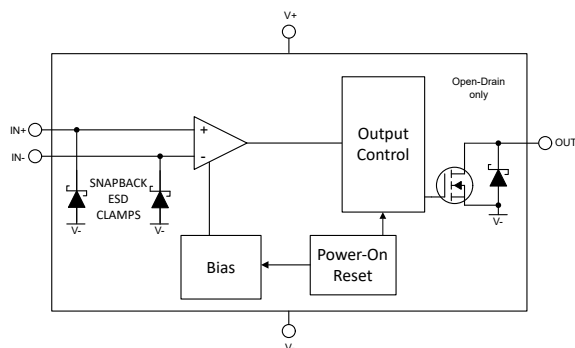 V+
Open-Drain
only
IN+
+
Output
Control
OUT
IN-
-
SNAPBACK
ESD
CLAMPS
V-
V-
V-
Bias
Power-On
Reset
V-